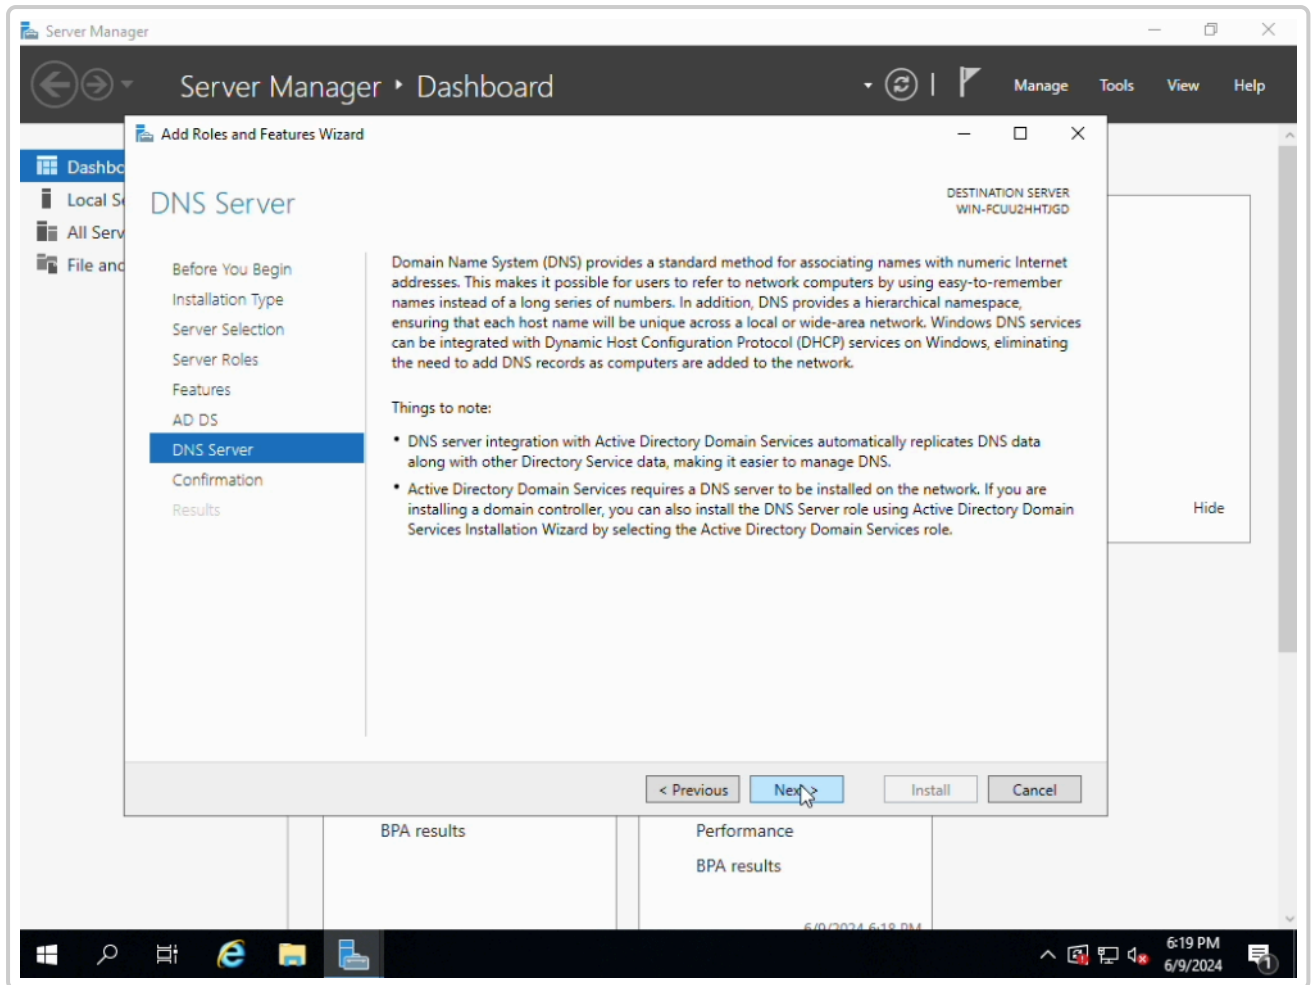 Server Manager
Server Manager ‣ Dashboard
Manage Tools View Help
Add Roles and Features Wizard
Dashbo
Local Se
All Serv
File and
DNS Server
DESTINATION SERVER
WIN-FCUU2HHTJGD
Before You Begin
Installation Type
Server Selection
Server Roles
Features
AD DS
DNS Server
Confirmation
Results
Domain Name System (DNS) provides a standard method for associating names with numeric Internet
addresses. This makes it possible for users to refer to network computers by using easy-to-remember
names instead of a long series of numbers. In addition, DNS provides a hierarchical namespace,
ensuring that each host name will be unique across a local or wide-area network. Windows DNS services
can be integrated with Dynamic Host Configuration Protocol (DHCP) services on Windows, eliminating
the need to add DNS records as computers are added to the network.
Things to note:
• DNS server integration with Active Directory Domain Services automatically replicates DNS data
along with other Directory Service data, making it easier to manage DNS.
• Active Directory Domain Services requires a DNS server to be installed on the network. If you are
installing a domain controller, you can also install the DNS Server role using Active Directory Domain
Services Installation Wizard by selecting the Active Directory Domain Services role.
Hide
< Previous Next > Install Cancel
BPA results
Performance
BPA results
6/9/2024 6:18 PM
6:19 PM
6/9/2024
1